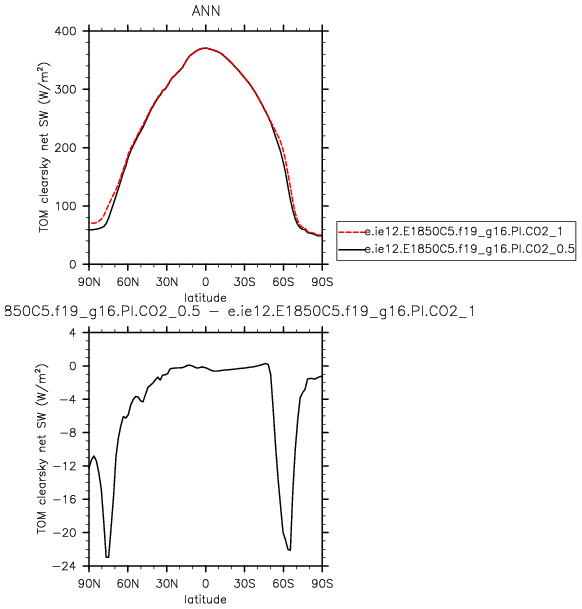 ANN
TOM clearsky net SW (W/m²)
400
300
200
100
0
90N 60N 30N 0 30S 60S 90S
latitude
e.ie12.E1850C5.f19_g16.PI.CO2_1
e.ie12.E1850C5.f19_g16.PI.CO2_0.5
850C5.f19_g16.PI.CO2_0.5 − e.ie12.E1850C5.f19_g16.PI.CO2_1
TOM clearsky net SW (W/m²)
4
0
−4
−8
−12
−16
−20
−24
90N 60N 30N 0 30S 60S 90S
latitude